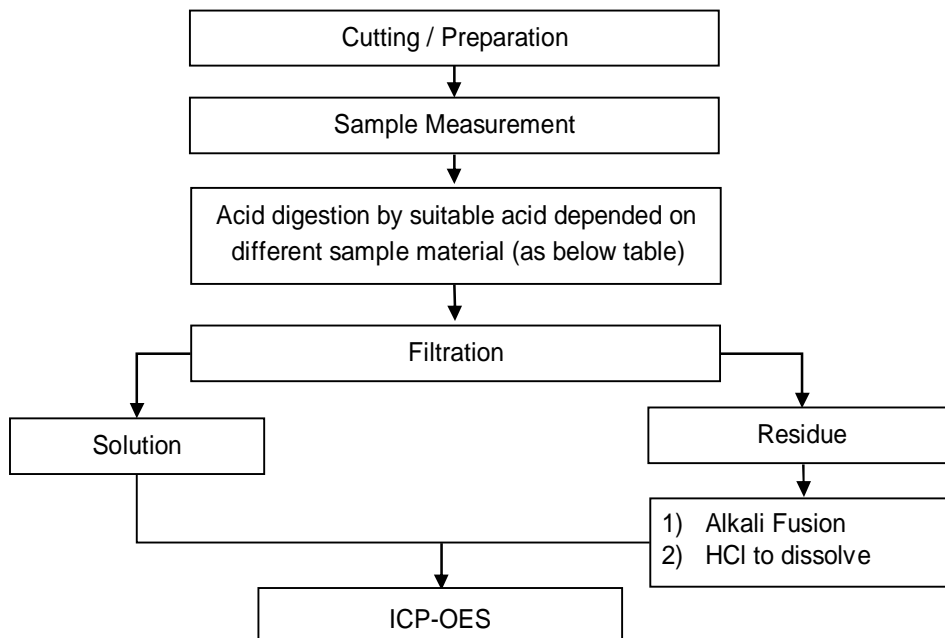 Cutting / Preparation
Sample Measurement
Acid digestion by suitable acid depended on
different sample material (as below table)
Filtration
Solution
Residue
1) Alkali Fusion
2) HCl to dissolve
ICP-OES